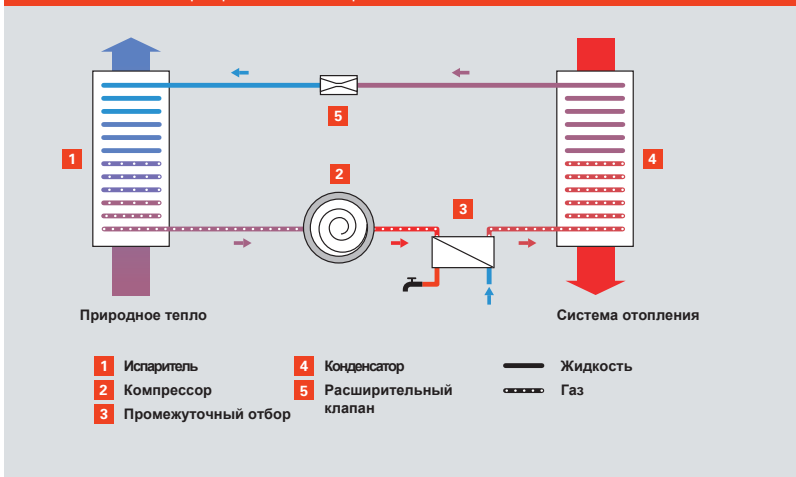 5
1
4
2
3
Природное тепло
Система отопления
1 Испаритель
2 Компрессор
3 Промежуточный отбор
4 Конденсатор
5 Расширительный
клапан
Жидкость
Газ